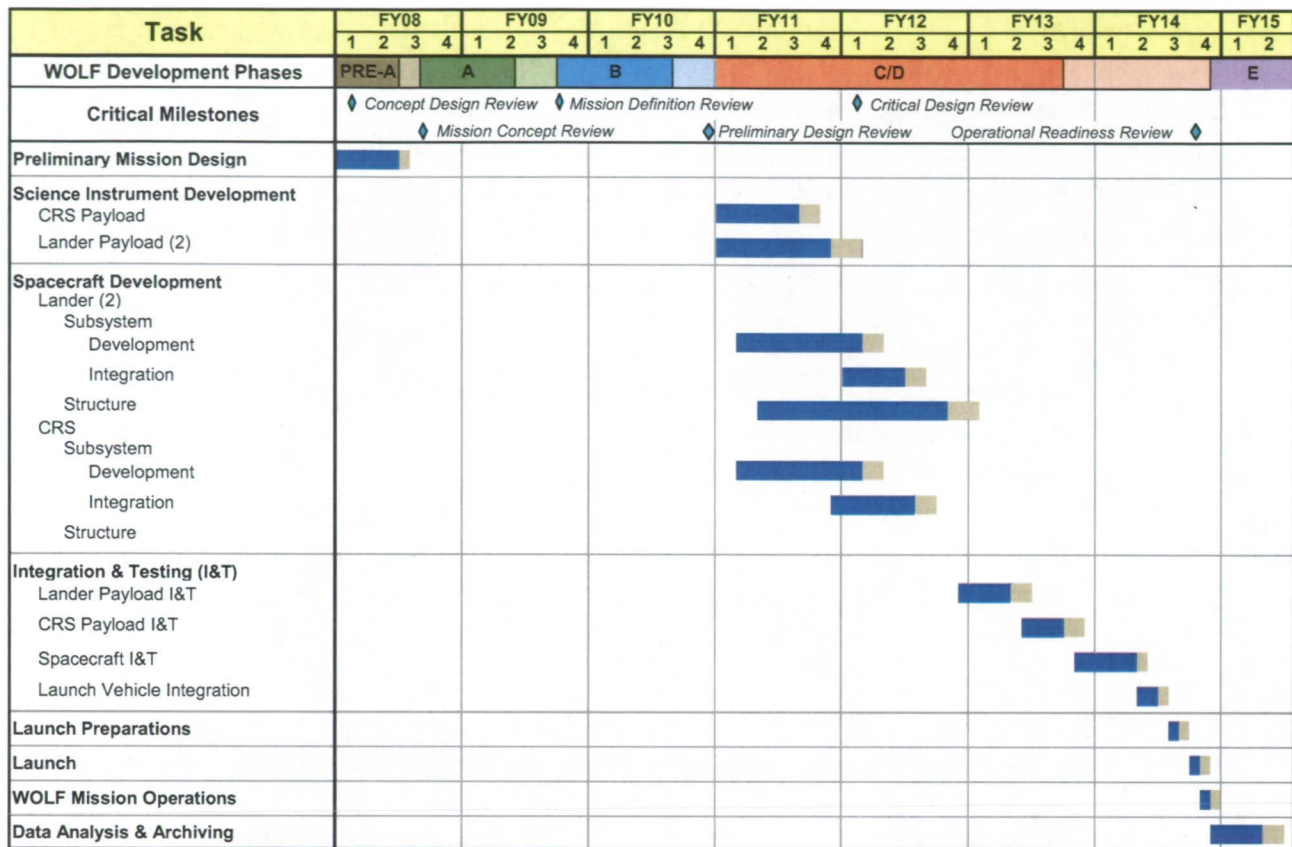 Task
FY08 FY09 FY10 FY11 FY12 FY13 FY14 FY15
1 2 3 4 1 2 3 4 1 2 3 4 1 2 3 4 1 2 3 4 1 2 3 4 1 2 3 4 1 2
WOLF Development Phases PRE-A A B C/D E
Critical Milestones
Concept Design Review Mission Definition Review Critical Design Review
Mission Concept Review Preliminary Design Review Operational Readiness Review
Preliminary Mission Design
Science Instrument Development
CRS Payload
Lander Payload (2)
Spacecraft Development
Lander (2)
Subsystem
Development
Integration
Structure
CRS
Subsystem
Development
Integration
Structure
Integration & Testing (I&T)
Lander Payload I&T
CRS Payload I&T
Spacecraft I&T
Launch Vehicle Integration
Launch Preparations
Launch
WOLF Mission Operations
Data Analysis & Archiving